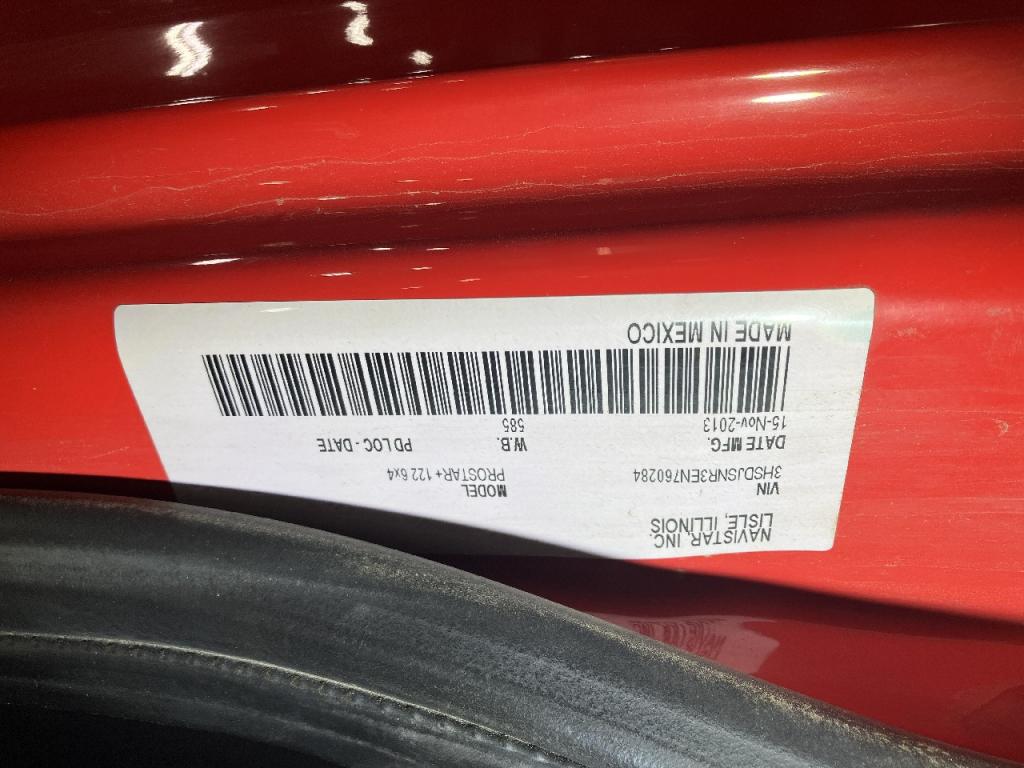 NAVISTAR, INC.
LISLE, ILLINOIS
VIN MODEL
3HSDJSNR3EN760284 PROSTAR+ 122 6x4
DATE MFG. W.B. PD LOC - DATE
15-Nov-2013 585
MADE IN MEXICO